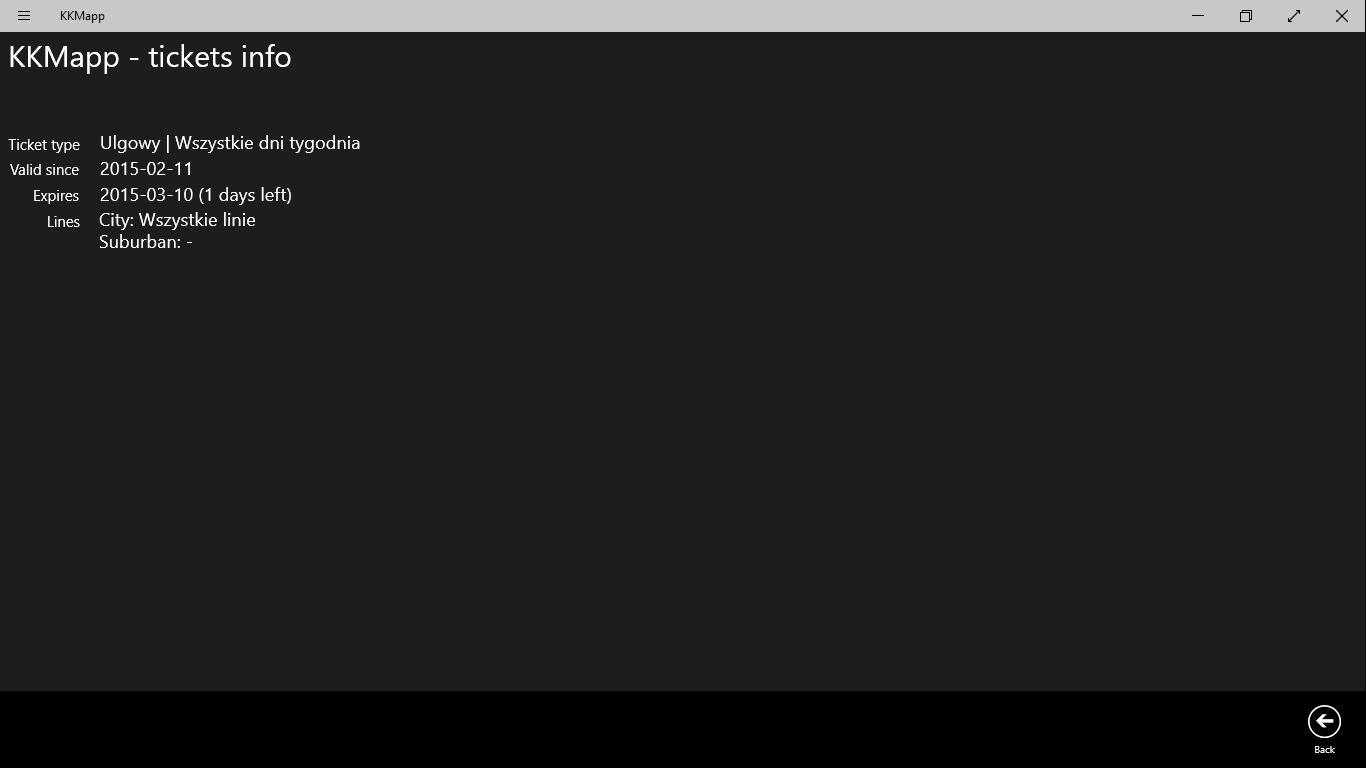 KKMapp
KKMapp - tickets info
Ticket type Ulgowy | Wszystkie dni tygodnia
Valid since 2015-02-11
Expires 2015-03-10 (1 days left)
Lines City: Wszystkie linie
Suburban: -
Back